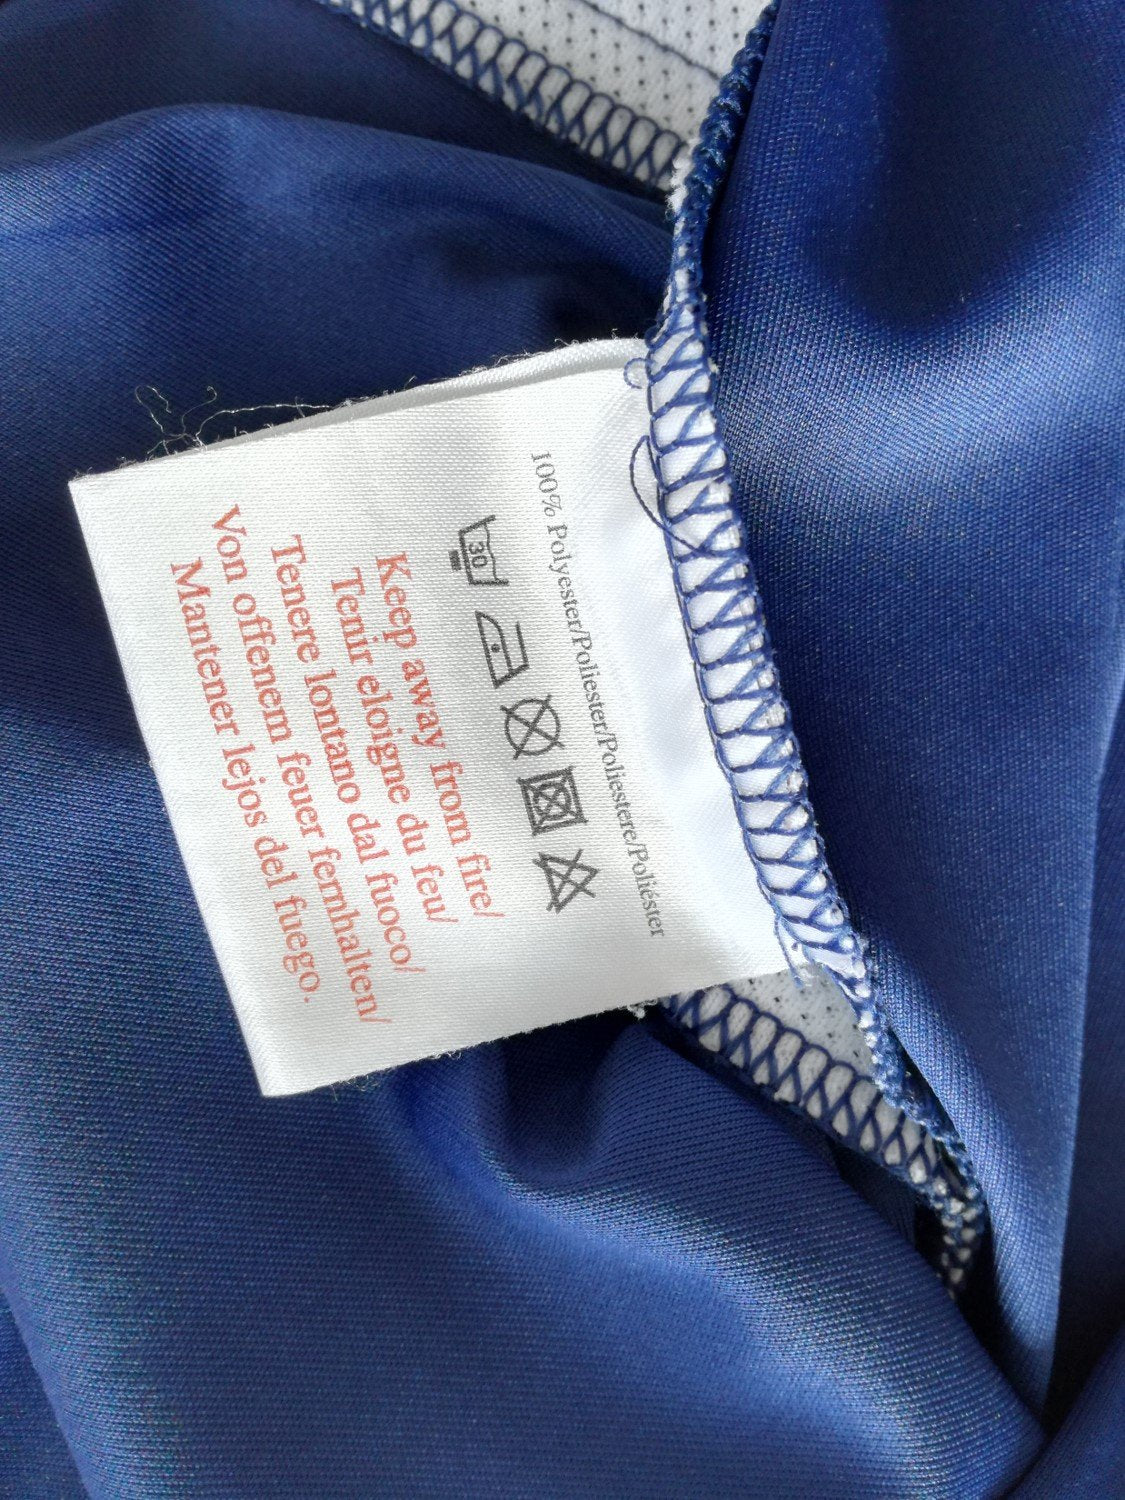 100% Polyester/Poliester/Poliestere/Poliéster
30
Keep away from fire/
Tenir eloigne du feu/
Tenere lontano dal fuoco/
Von offenem feuer fernhalten/
Mantener lejos del fuego.